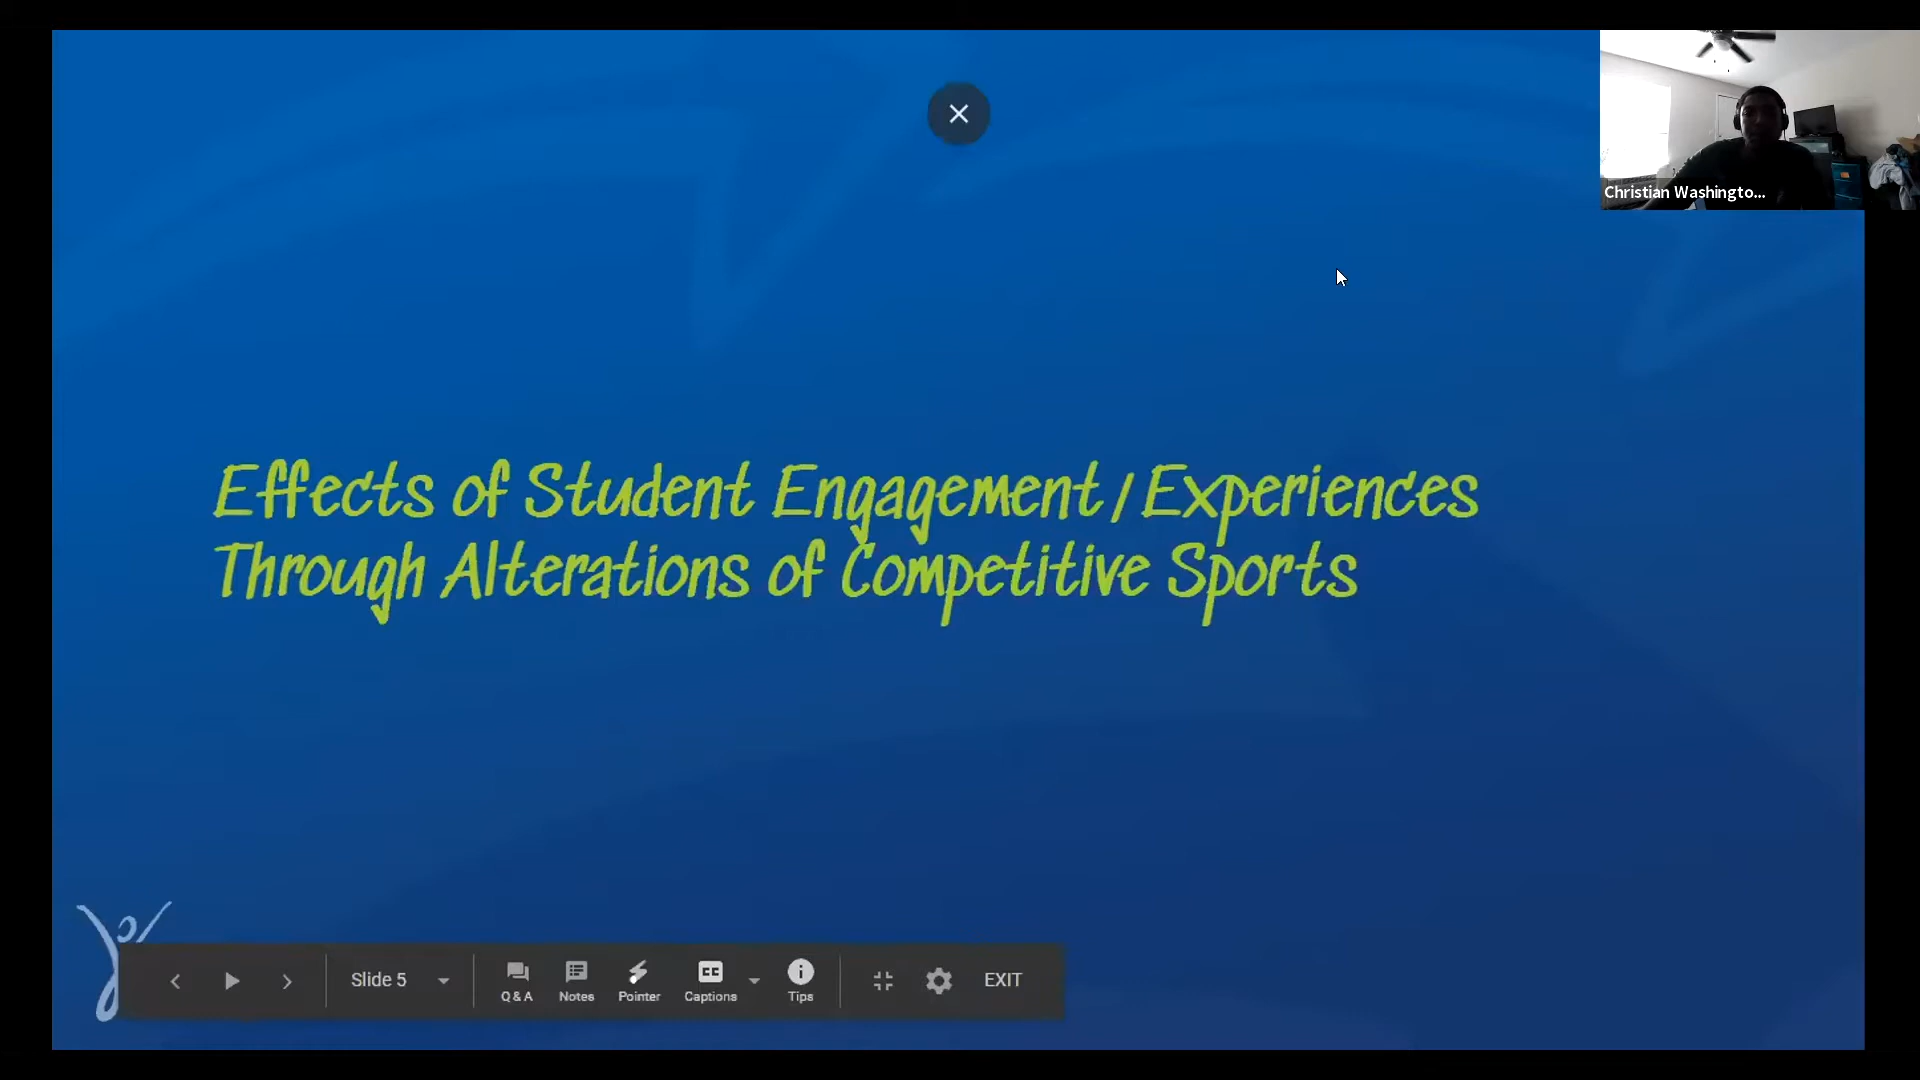 Christian Washingto...
Effects of Student Engagement/Experiences
Through Alterations of Competitive Sports
Slide 5
Q & A
Notes
Pointer
CC
Captions
Tips
EXIT